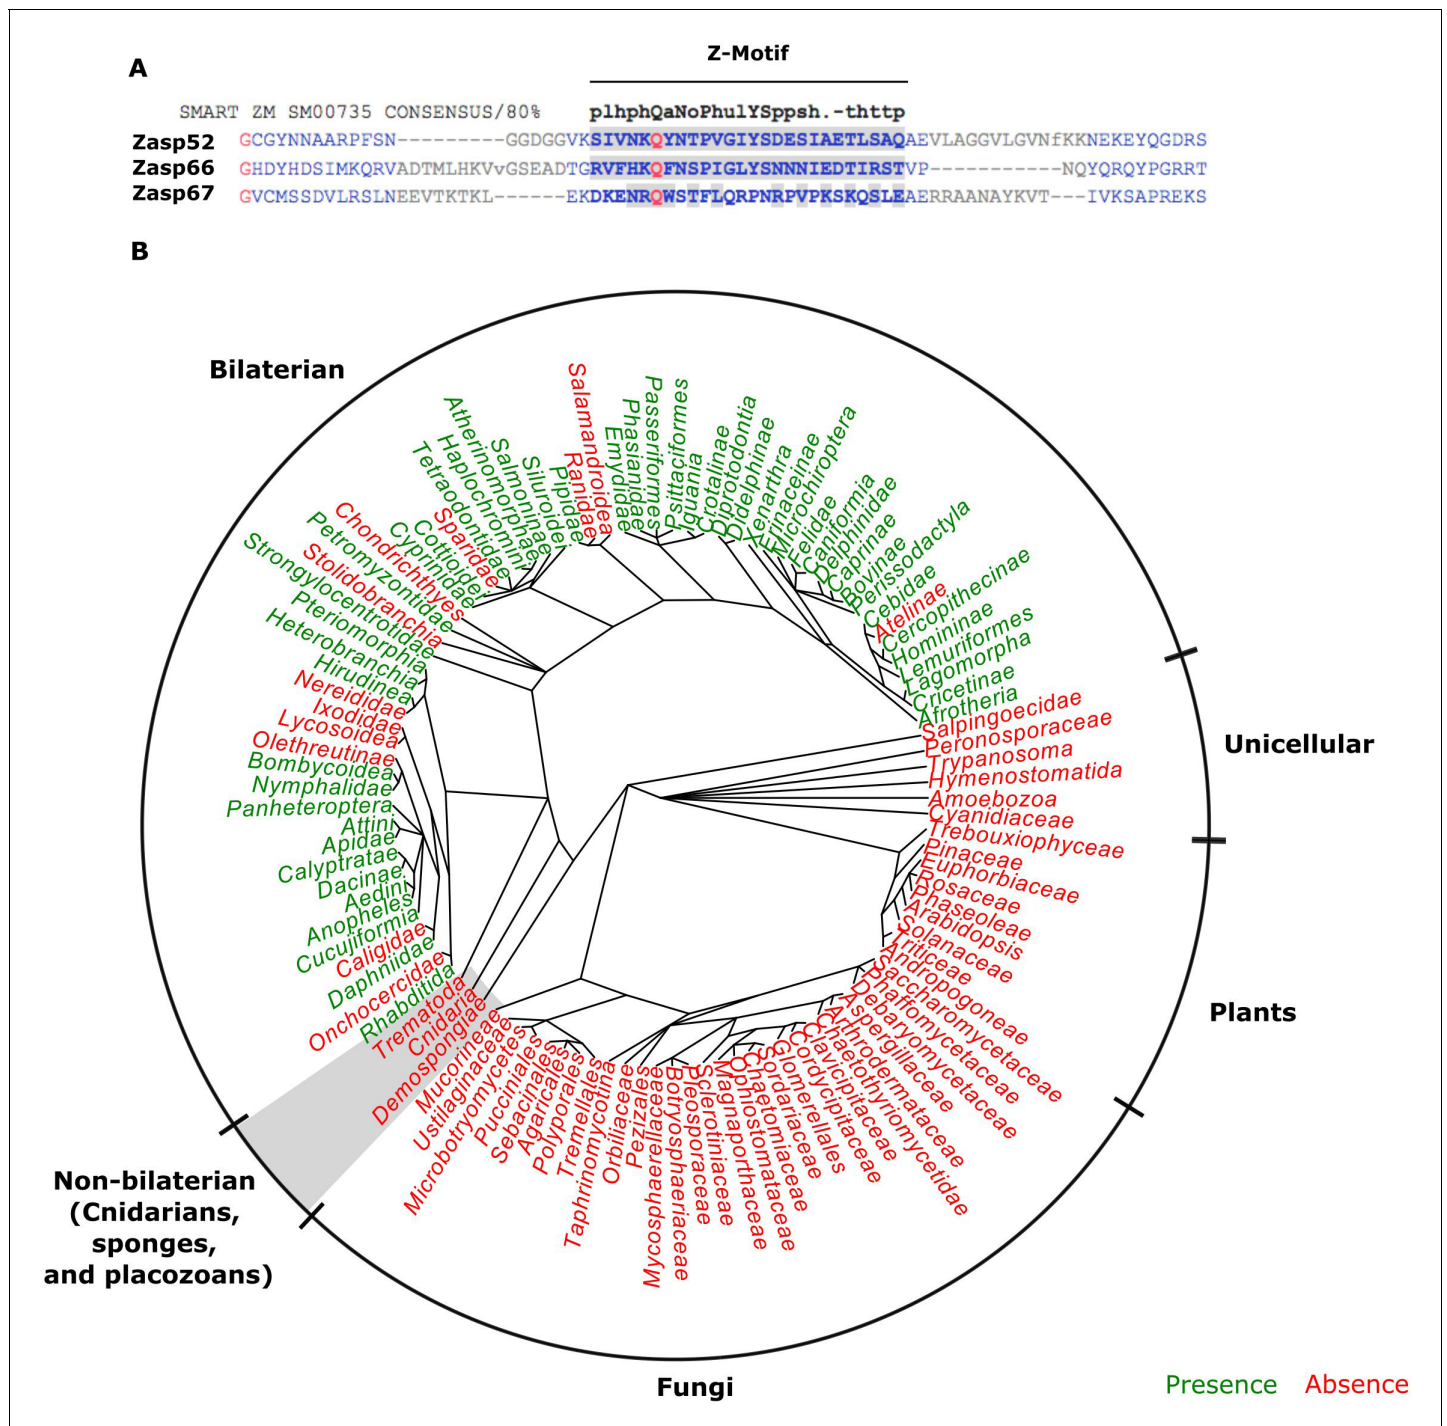 A
Z-Motif
SMART ZM SM00735 CONSENSUS/80% plhphQaNoPhulYSppsh.-thttp
Zasp52 GCGYNNAARPFSN---------GGDGGVKSIVNKQYNTPVGIYSDESIAETLSAQAEVLAGGVLGVNfKKNEKEYQGDRS
Zasp66 GHDYHDSIMKQRVADTMLHKVvGSEADTGRVFHKQFNSPIGLYSNNNIEDTIRSTVP-----------NQYQRQYPGRRT
Zasp67 GVCMSSDVLRSLNEEVTKTKL------EKDKENRQWSTFLQRPNRPVPKSKQSLEAERRAANAYKVT---IVKSAPREKS
B
Bilaterian
Rhabditida
Onchocercidae
Daphniidae
Caligidae
Cucujiformia
Anopheles
Aedini
Dacinae
Calyptratae
Apidae
Attini
Panheteroptera
Nymphalidae
Bombycoidea
Olethreutinae
Lycosoidea
Ixodidae
Nereididae
Hirudinea
Heterobranchia
Pteriomorphia
Strongylocentrotidae
Stolidobranchia
Petromyzontidae
Chondrichthyes
Cyprinidae
Cottioidei
Sparidae
Tetraodontidae
Haplochromini
Atherinomorphae
Salmoninae
Siluroidei
Pipidae
Ranidae
Salamandroidea
Emydidae
Phasianidae
Passeriformes
Psittaciformes
Iguania
Crotalinae
Diprotodontia
Didelphinae
Xenarthra
Erinaceinae
Microchiroptera
Felidae
Caniformia
Delphinidae
Caprinae
Bovinae
Perissodactyla
Cebidae
Atelinae
Cercopithecinae
Homininae
Lemuriformes
Lagomorpha
Cricetinae
Afrotheria
Unicellular
Salpingoecidae
Peronosporaceae
Trypanosoma
Hymenostomatida
Amoebozoa
Cyanidiaceae
Plants
Trebouxiophyceae
Pinaceae
Euphorbiaceae
Rosaceae
Phaseoleae
Arabidopsis
Solanaceae
Triticeae
Andropogoneae
Fungi
Saccharomycetaceae
Phaffomycetaceae
Debaryomycetaceae
Aspergillaceae
Arthrodermataceae
Chaetothyriomycetidae
Clavicipitaceae
Cordycipitaceae
Glomerellales
Sordariaceae
Chaetomiaceae
Ophiostomataceae
Magnaporthaceae
Sclerotiniaceae
Pleosporaceae
Botryosphaeriaceae
Mycosphaerellaceae
Pezizales
Orbiliaceae
Taphrinomycotina
Tremellales
Polyporales
Agaricales
Sebacinales
Pucciniales
Microbotryomycetes
Ustilaginaceae
Mucorineae
Non-bilaterian
(Cnidarians,
sponges,
and placozoans)
Demospongiae
Cnidaria
Trematoda
Presence Absence